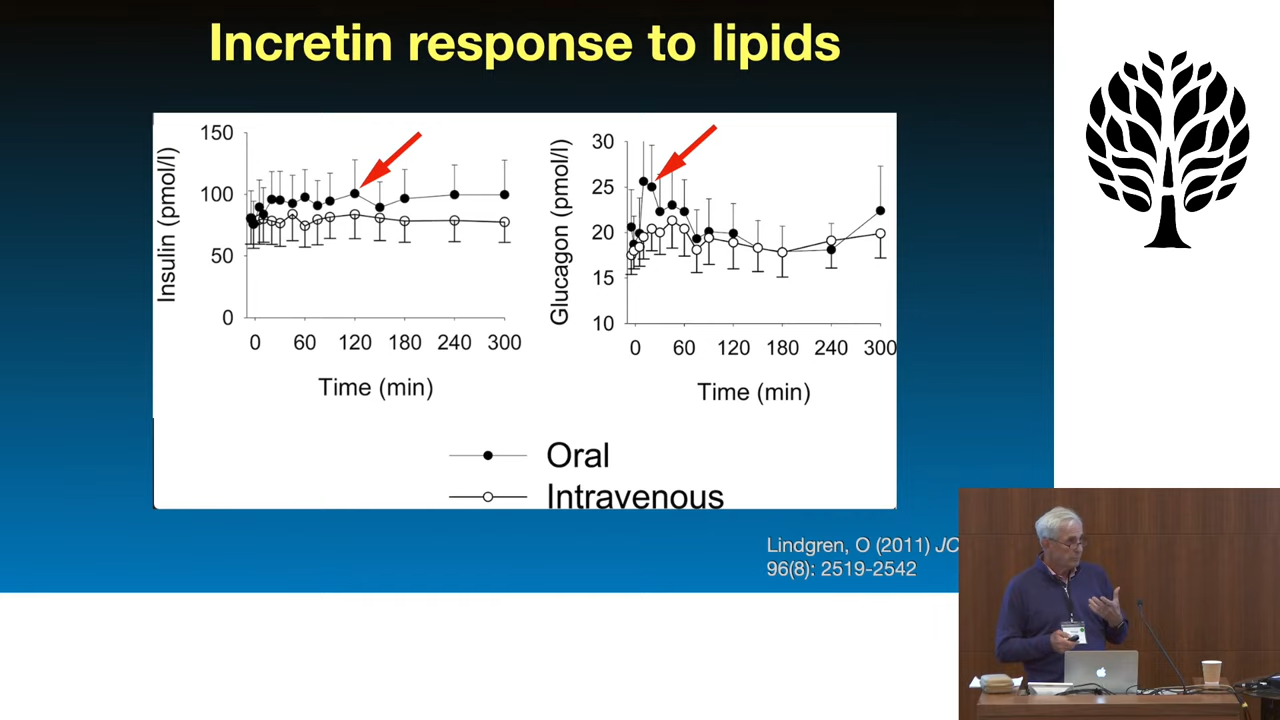 Incretin response to lipids
150
100
50
0
Insulin (pmol/l)
0 60 120 180 240 300
Time (min)
30
25
20
15
10
Glucagon (pmol/l)
0 60 120 180 240 300
Time (min)
Oral
Intravenous
Lindgren, O (2011) JC
96(8): 2519-2542